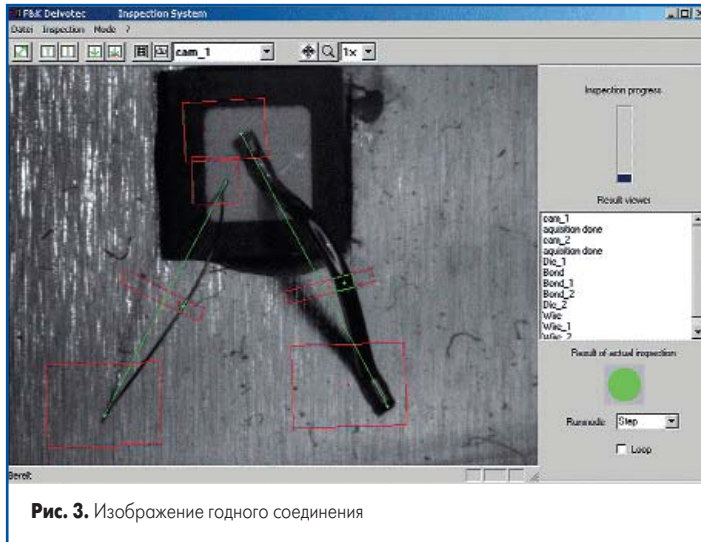 F&K Delvotec Inspection System
Datei Inspection Mode ?
cam_1
1x
Inspection progress
Result viewer
cam_1
aquisition done
cam_2
aquisition done
Die_1
Bond
Bond_1
Bond_2
Die_2
Wire
Wire_1
Wire_2
Result of actual inspection
Runmode Step
Loop
Bereit
Рис. 3. Изображение годного соединения